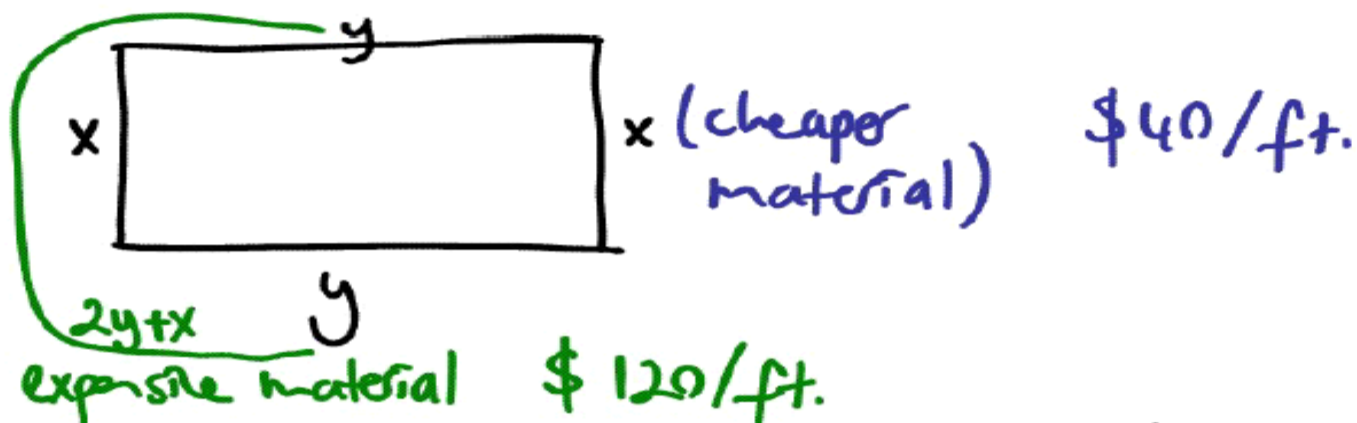 y
x
x (cheaper material) $40/ft.
y
2y+x
expensive material $120/ft.